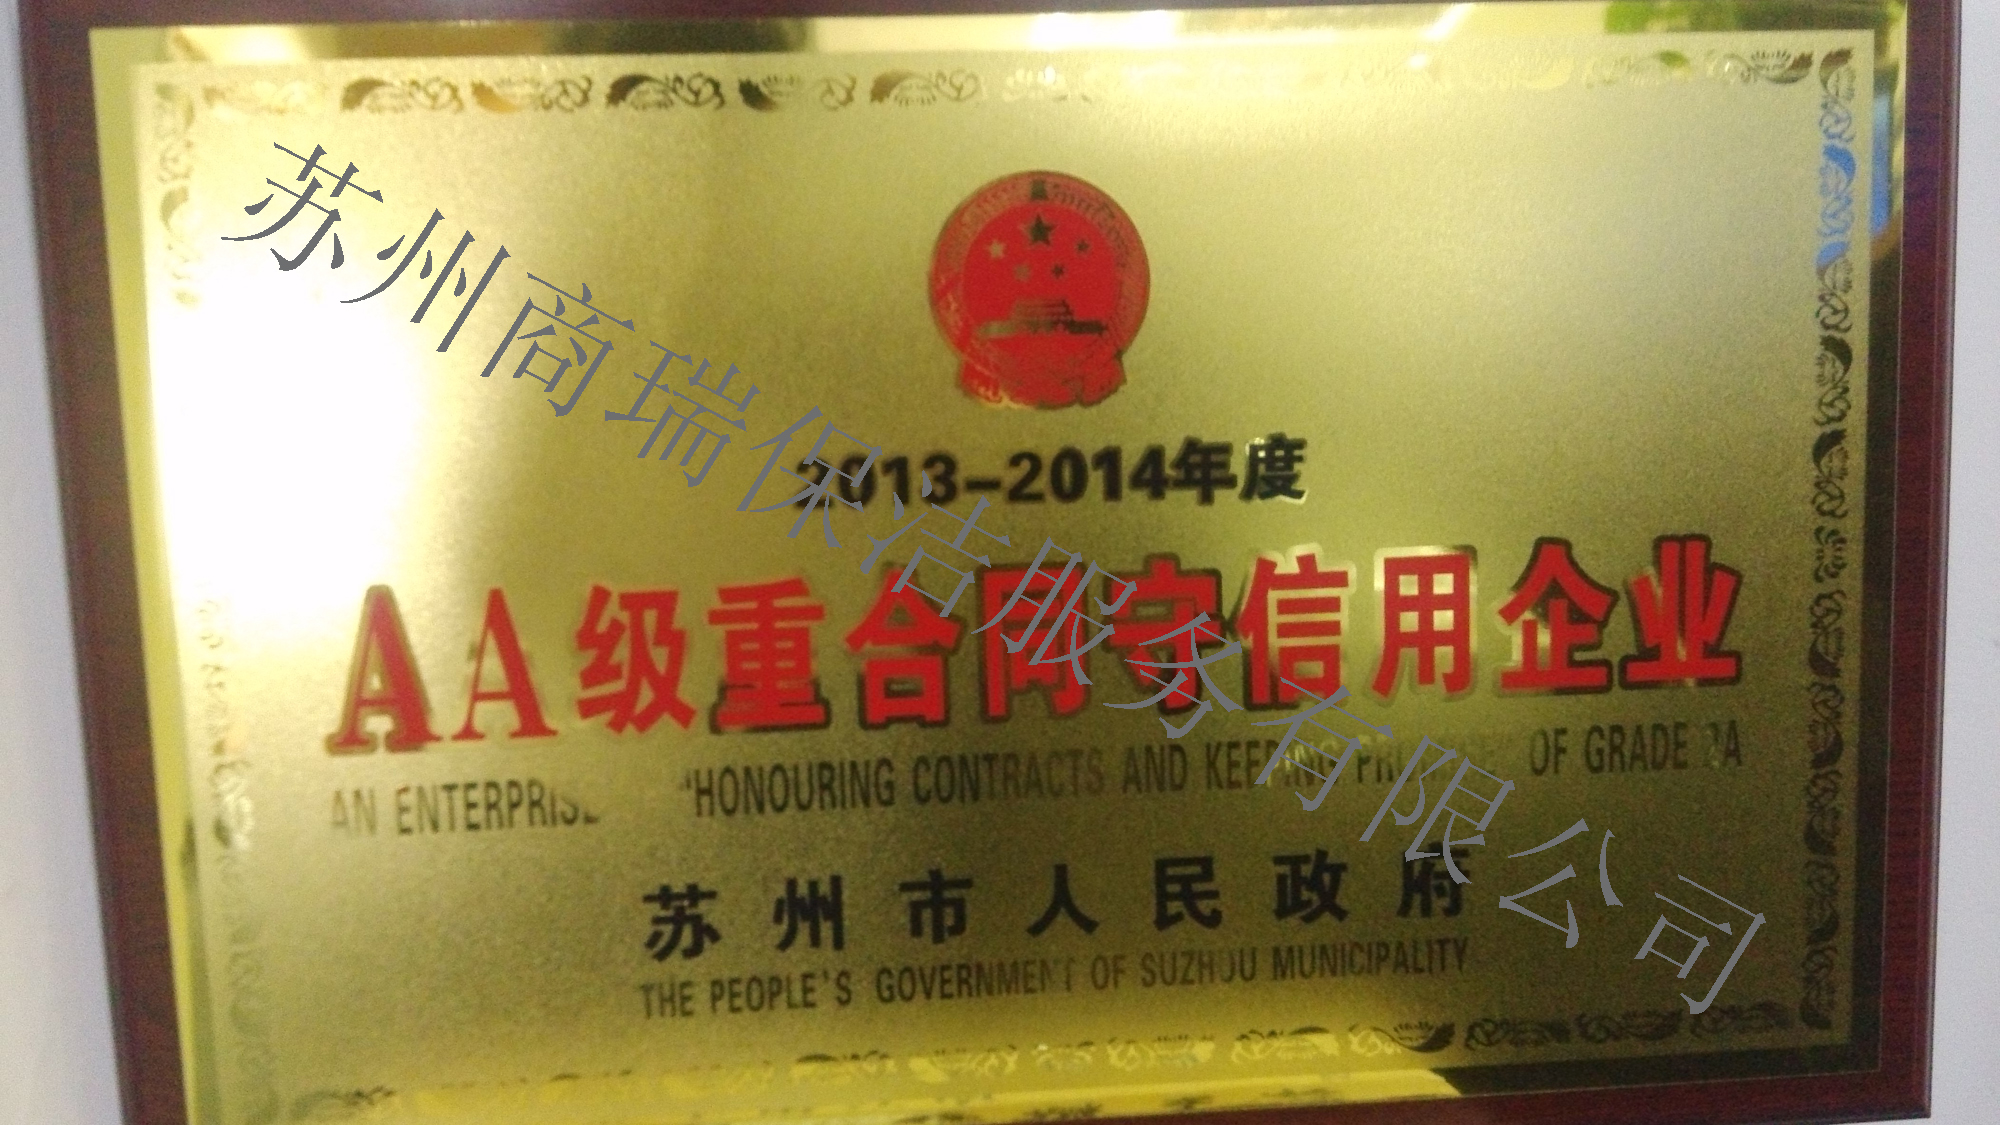 2013-2014年度
AA级重合同守信用企业
AN ENTERPRISE "HONOURING CONTRACTS AND KEEPING OF GRADE 2A
苏州市人民政府
THE PEOPLE'S GOVERNMENT OF SUZHOU MUNICIPALITY
苏州商瑞保洁服务有限公司